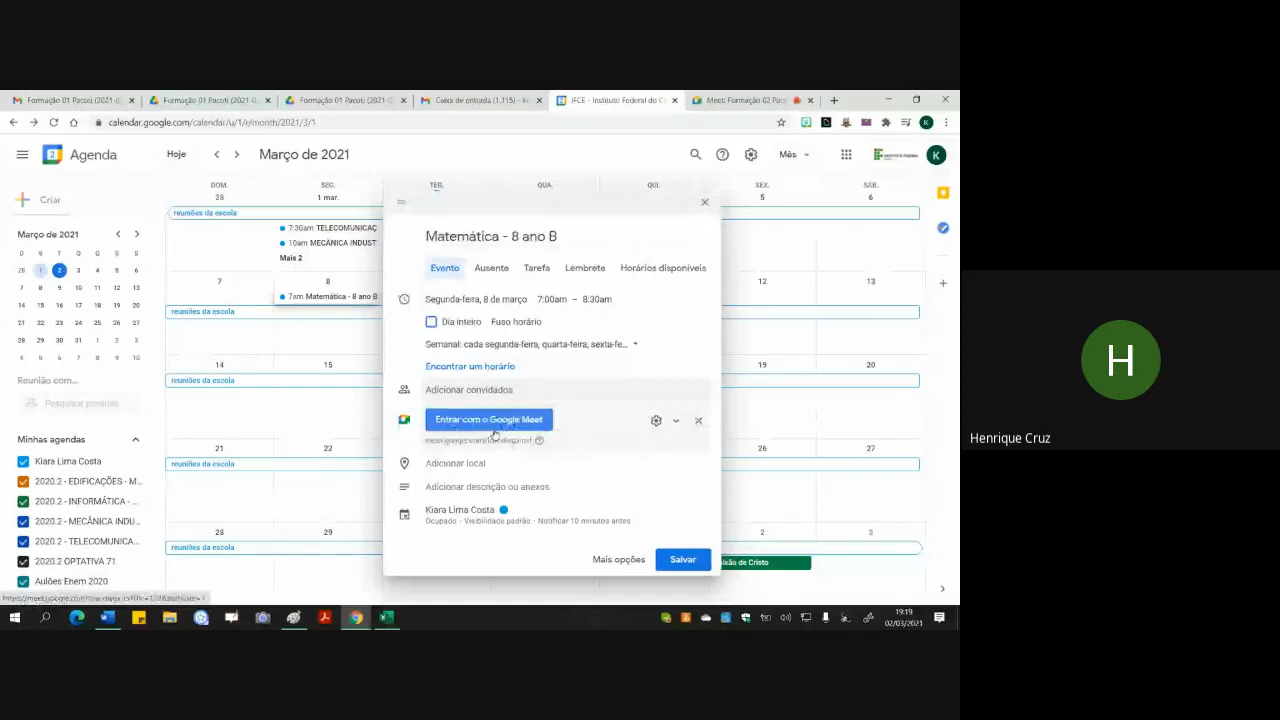 Formação 01 Pacoti (2021-0
Formação 01 Pacoti (2021-0
Formação 01 Pacoti (2021-0
Caixa de entrada (1.115) - k
IFCE - Instituto Federal do C
Meet: Formação 02 Pac
calendar.google.com/calendar/u/1/r/month/2021/3/1
Agenda
Hoje
Março de 2021
Mês
INSTITUTO FEDERAL
K
Criar
DOM.
SEG.
TER.
QUA.
QUI.
SEX.
SÁB.
28
1 mar.
5
6
reuniões da escola
7:30am TELECOMUNICAÇ
10am MECÂNICA INDUST
Mais 2
7
8
12
13
7am Matemática - 8 ano B
reuniões da escola
14
15
19
20
reuniões da escola
21
22
26
27
reuniões da escola
28
29
2
3
reuniões da escola
ixão de Cristo
Março de 2021
D S T Q Q S S
28 1 2 3 4 5 6
7 8 9 10 11 12 13
14 15 16 17 18 19 20
21 22 23 24 25 26 27
28 29 30 31 1 2 3
4 5 6 7 8 9 10
Reunião com...
Pesquisar pessoas
Minhas agendas
Kiara Lima Costa
2020.2 - EDIFICAÇÕES - M...
2020.2 - INFORMÁTICA - ...
2020.2 - MECÂNICA INDU...
2020.2 - TELECOMUNICA...
2020.2 OPTATIVA 71
Aulões Enem 2020
Matemática - 8 ano B
Evento
Ausente
Tarefa
Lembrete
Horários disponíveis
Segunda-feira, 8 de março 7:00am – 8:30am
Dia inteiro Fuso horário
Semanal: cada segunda-feira, quarta-feira, sexta-fe...
Encontrar um horário
Adicionar convidados
Entrar com o Google Meet
Adicionar local
Adicionar descrição ou anexos
Kiara Lima Costa
Ocupado · Visibilidade padrão · Notificar 10 minutos antes
Mais opções
Salvar
19:19
02/03/2021
H
Henrique Cruz